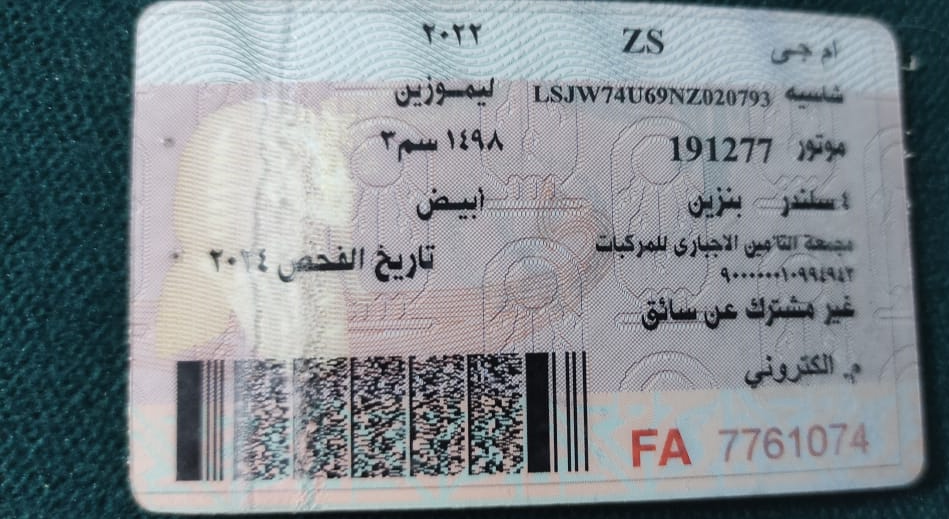 ام جى ZS ٢٠٢٢
شاسيه LSJW74U69NZ020793 ليموزين
موتور 191277 ١٤٩٨ سم٣
٤ سلندر بنزين أبيض
مجمعة التامين الاجبارى للمركبات
تاريخ الفحص ٢٠٢٤
غير مشترك عن سائق
م. الكتروني
FA 7761074